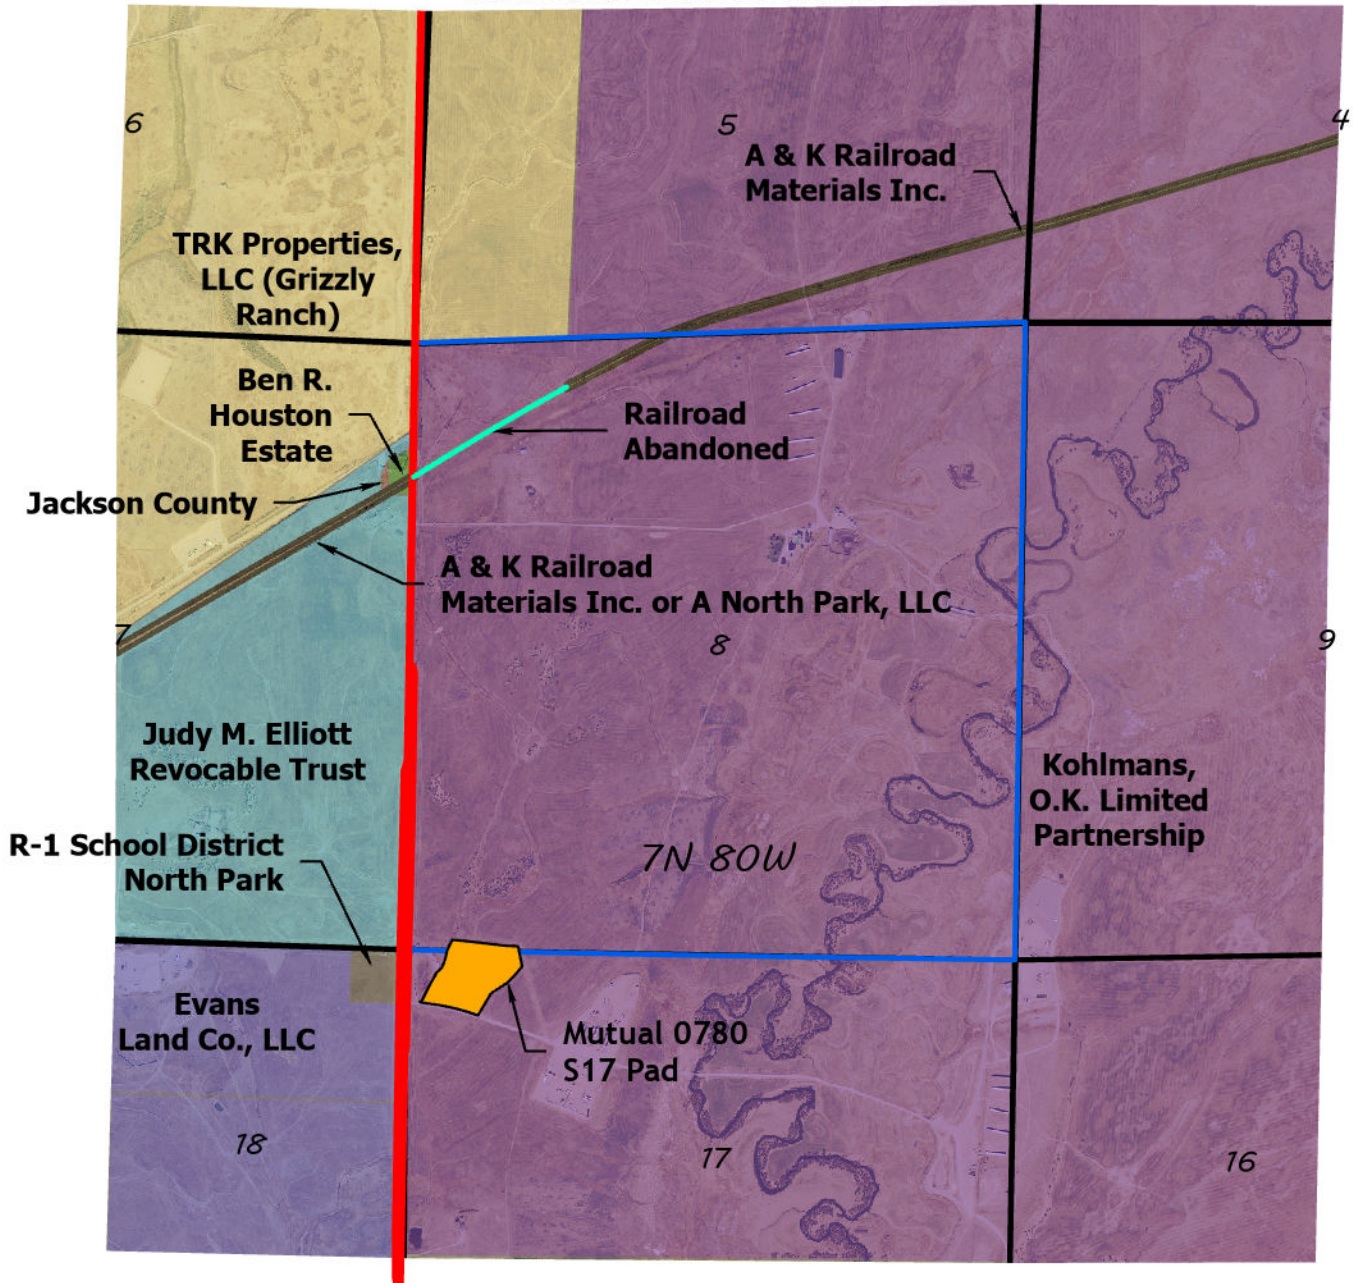 6
5
4
A & K Railroad
Materials Inc.
TRK Properties,
LLC (Grizzly
Ranch)
Ben R.
Houston
Estate
Railroad
Abandoned
Jackson County
A & K Railroad
Materials Inc. or A North Park, LLC
7
8
9
Judy M. Elliott
Revocable Trust
Kohlmans,
O.K. Limited
Partnership
R-1 School District
North Park
7N 80W
Evans
Land Co., LLC
Mutual 0780
S17 Pad
18
17
16